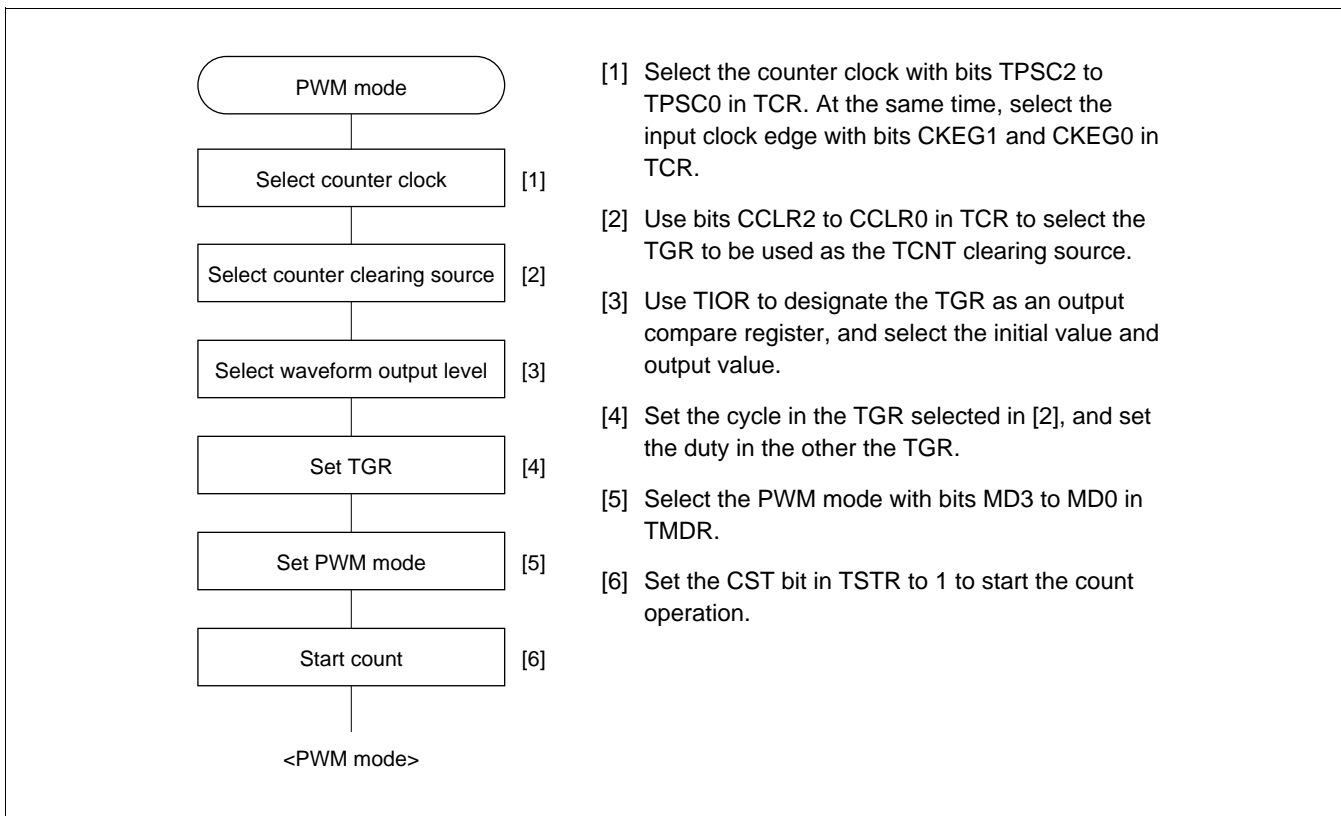 PWM mode
Select counter clock [1]
Select counter clearing source [2]
Select waveform output level [3]
Set TGR [4]
Set PWM mode [5]
Start count [6]
<PWM mode>
[1] Select the counter clock with bits TPSC2 to
TPSC0 in TCR. At the same time, select the
input clock edge with bits CKEG1 and CKEG0 in
TCR.
[2] Use bits CCLR2 to CCLR0 in TCR to select the
TGR to be used as the TCNT clearing source.
[3] Use TIOR to designate the TGR as an output
compare register, and select the initial value and
output value.
[4] Set the cycle in the TGR selected in [2], and set
the duty in the other the TGR.
[5] Select the PWM mode with bits MD3 to MD0 in
TMDR.
[6] Set the CST bit in TSTR to 1 to start the count
operation.